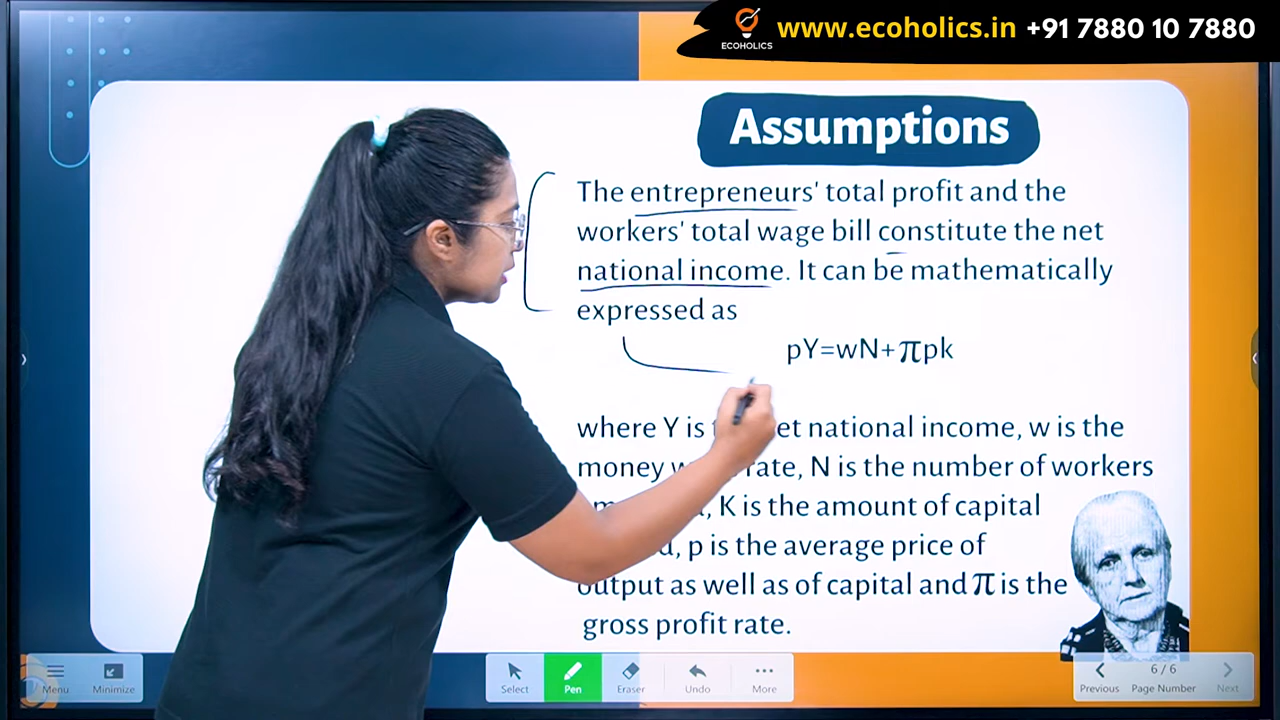 ECOHOLICS
www.ecoholics.in +91 7880 10 7880
Assumptions
The entrepreneurs' total profit and the
workers' total wage bill constitute the net
national income. It can be mathematically
expressed as
pY=wN+πpk
where Y is net national income, w is the
money rate, N is the number of workers
K is the amount of capital
p is the average price of
output as well as of capital and π is the
gross profit rate.
Menu
Minimize
Select
Pen
Eraser
Undo
More
Previous
6 / 6
Page Number
Next